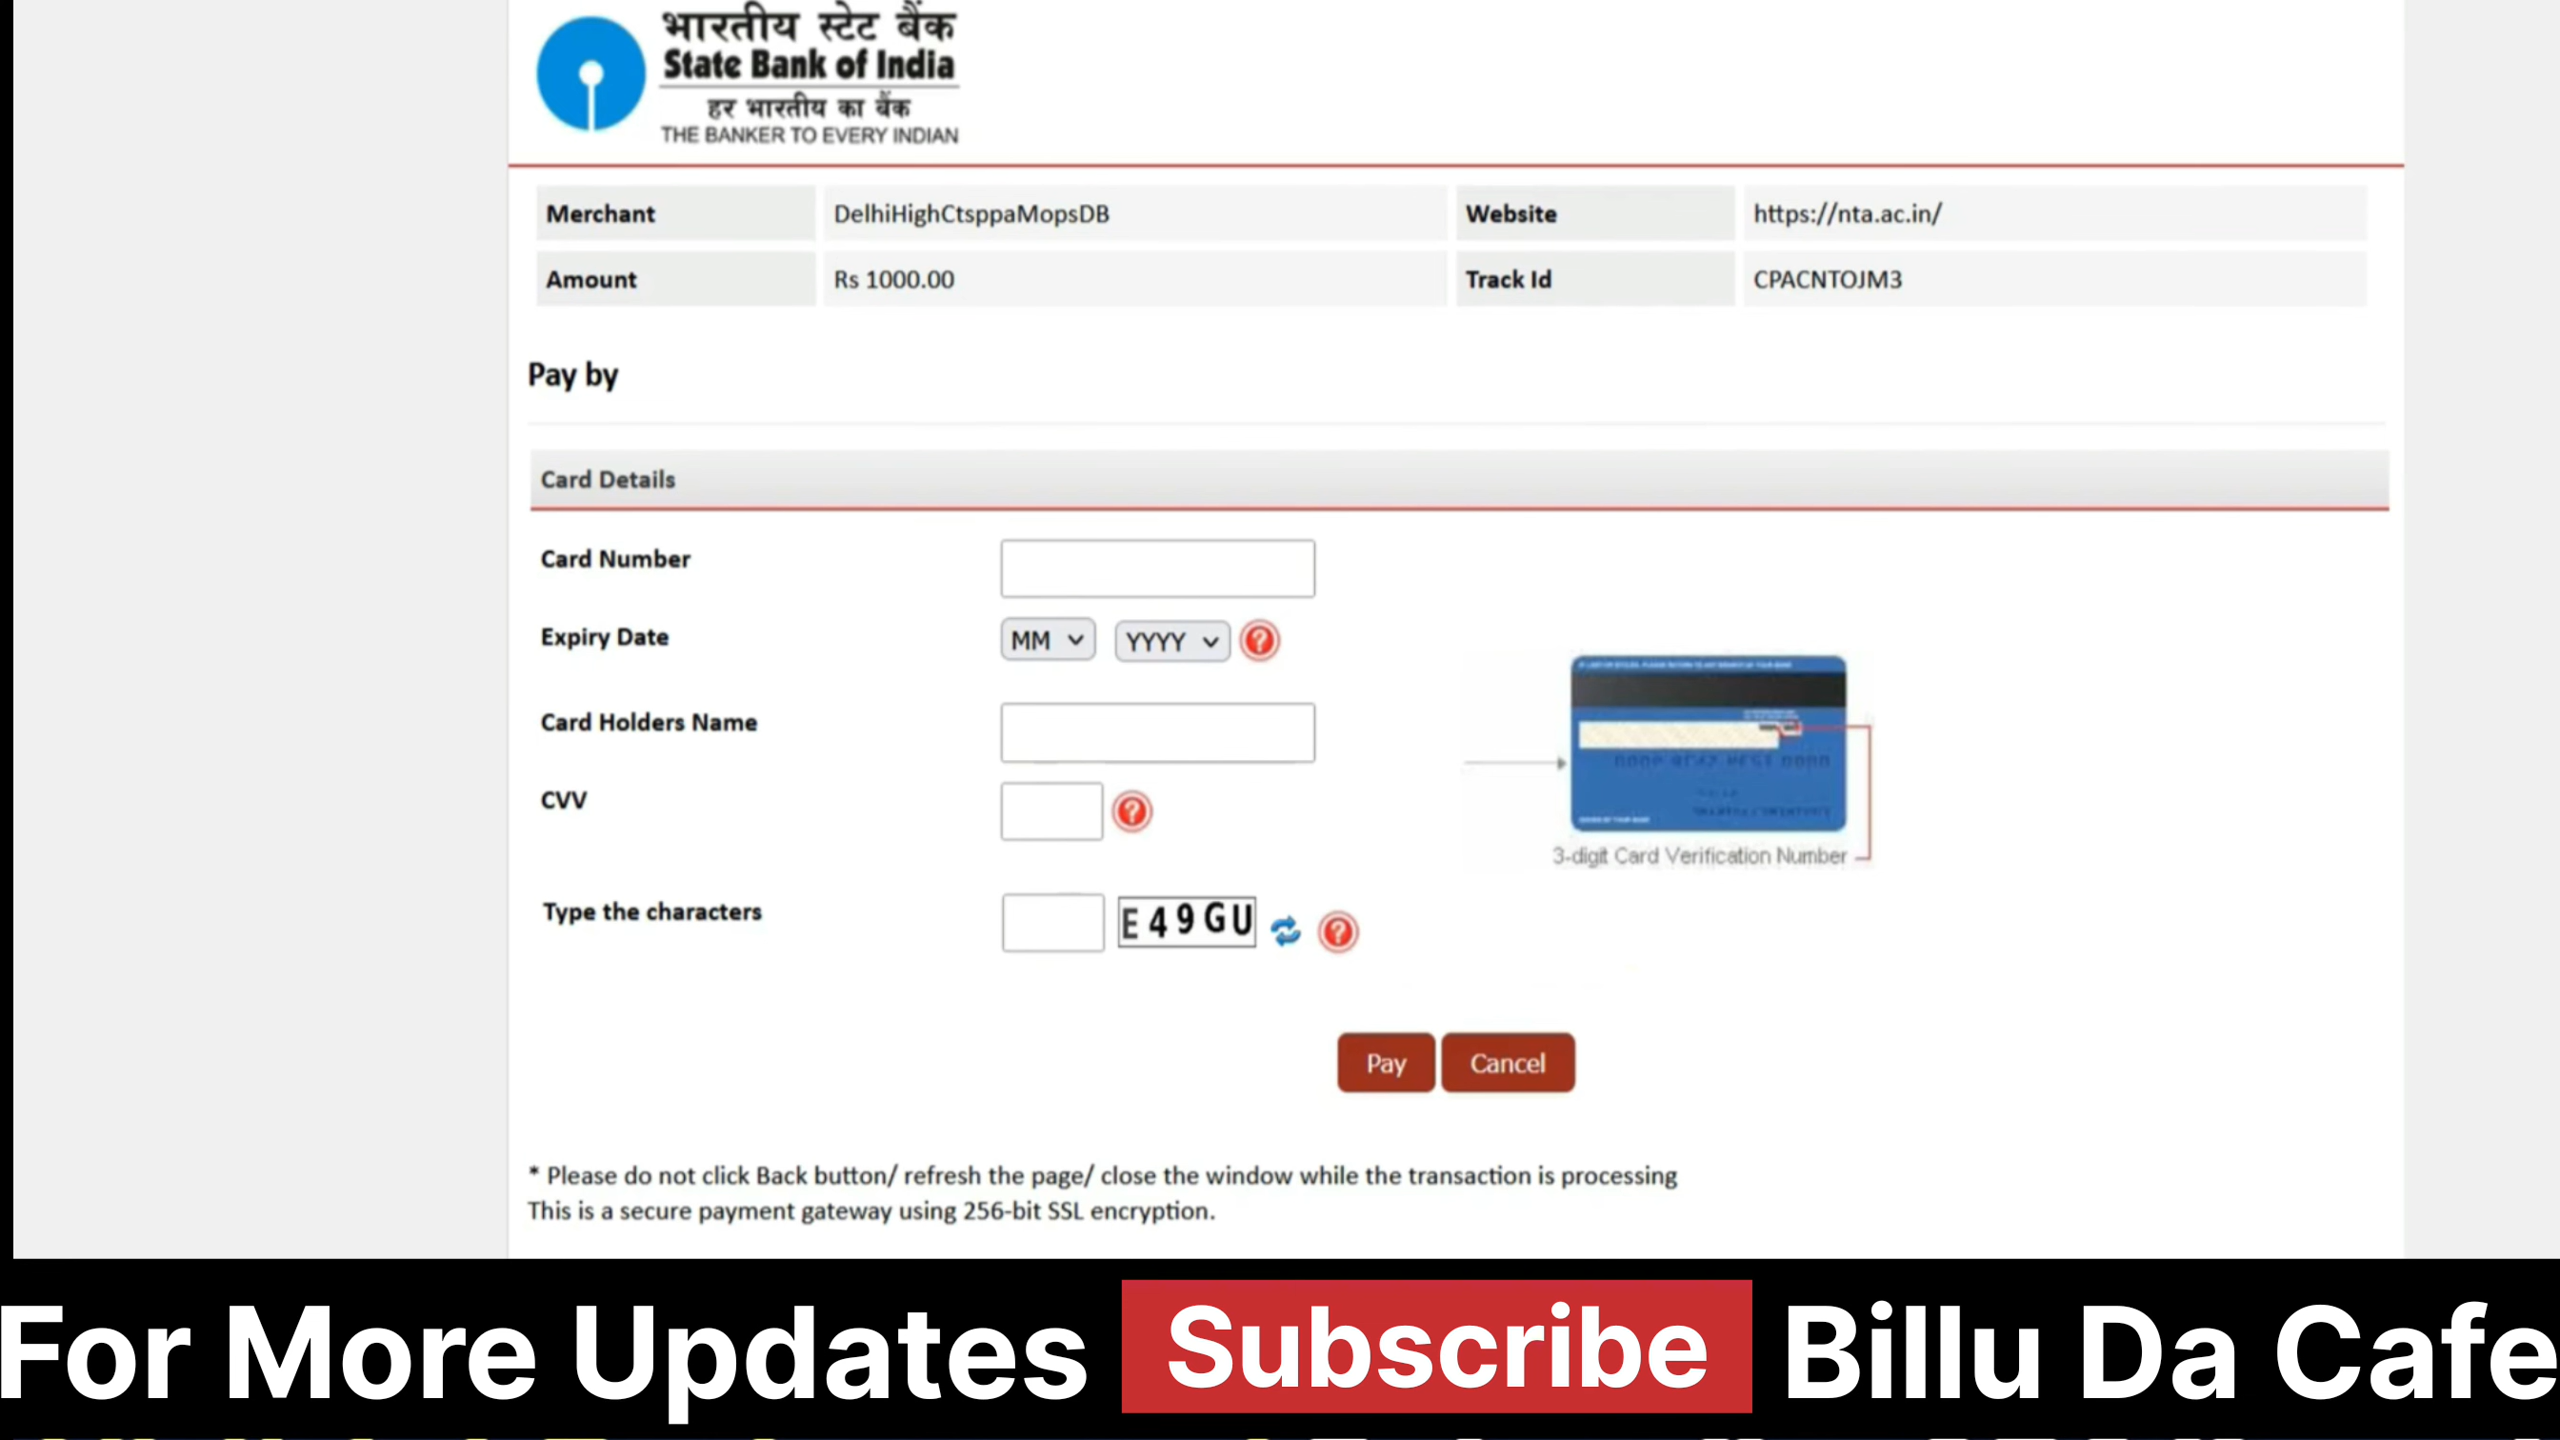 भारतीय स्टेट बैंक
State Bank of India
हर भारतीय का बैंक
THE BANKER TO EVERY INDIAN
Merchant DelhiHighCtsppaMopsDB Website https://nta.ac.in/
Amount Rs 1000.00 Track Id CPACNTOJM3
Pay by
Card Details
Card Number
Expiry Date MM YYYY
Card Holders Name
CVV
3-digit Card Verification Number
Type the characters E49GU
Pay Cancel
* Please do not click Back button/ refresh the page/ close the window while the transaction is processing
This is a secure payment gateway using 256-bit SSL encryption.
For More Updates Subscribe Billu Da Cafe